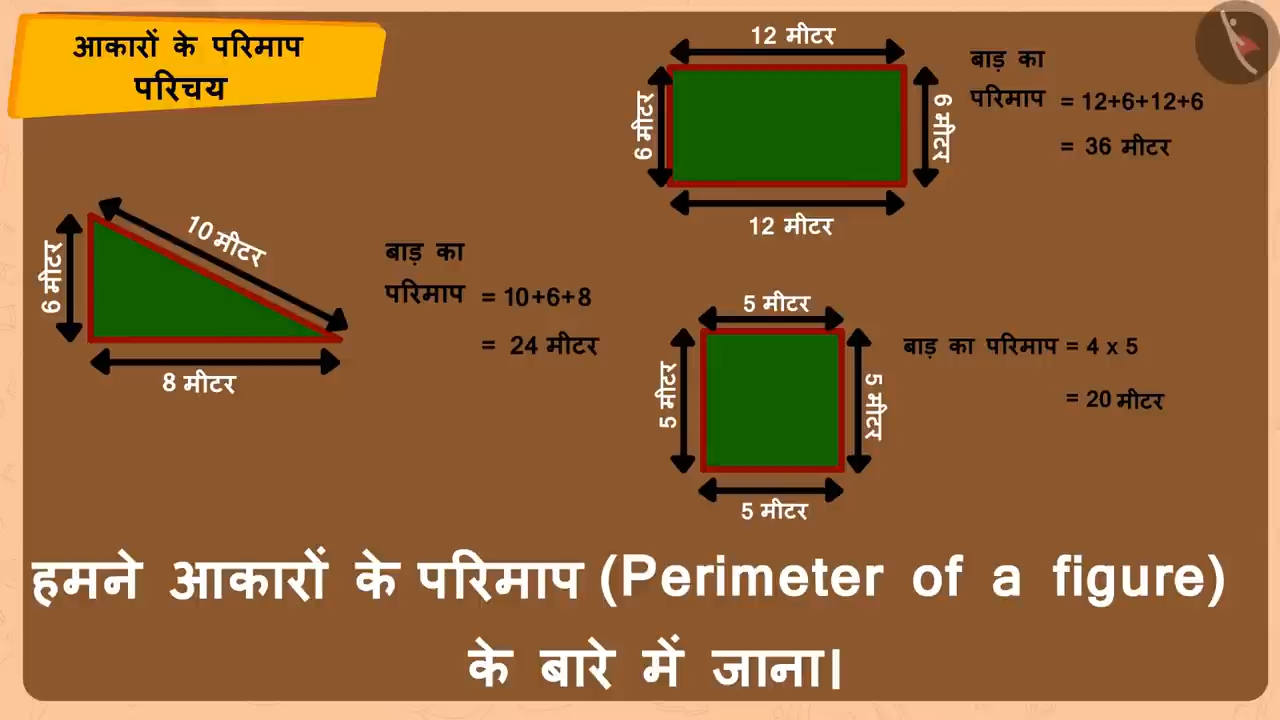 आकारों के परिमाप
परिचय
12 मीटर
6 मीटर
6 मीटर
12 मीटर
बाड़ का
परिमाप = 12+6+12+6
= 36 मीटर
6 मीटर
10 मीटर
8 मीटर
बाड़ का
परिमाप = 10+6+8
= 24 मीटर
5 मीटर
5 मीटर
5 मीटर
5 मीटर
बाड़ का परिमाप = 4 x 5
= 20 मीटर
हमने आकारों के परिमाप (Perimeter of a figure)
के बारे में जाना।